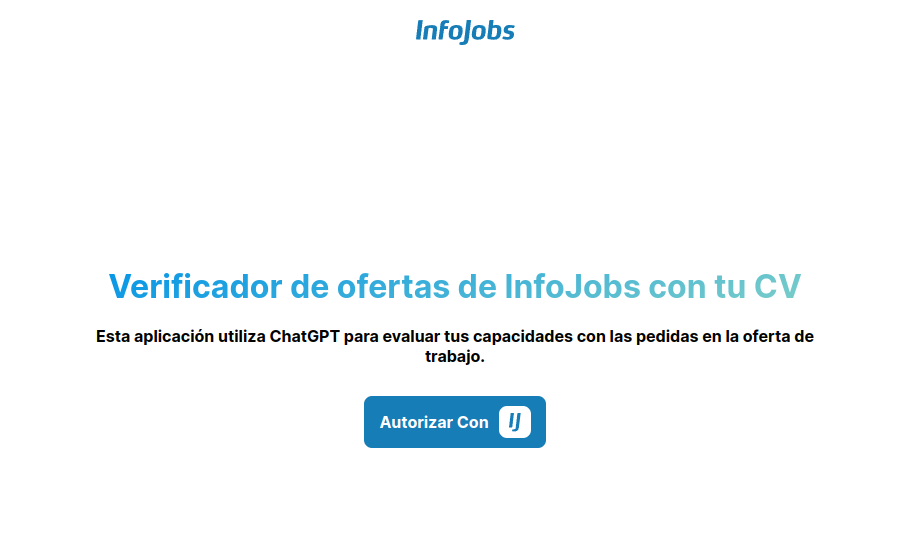 InfoJobs
Verificador de ofertas de InfoJobs con tu CV
Esta aplicación utiliza ChatGPT para evaluar tus capacidades con las pedidas en la oferta de
trabajo.
Autorizar Con IJ